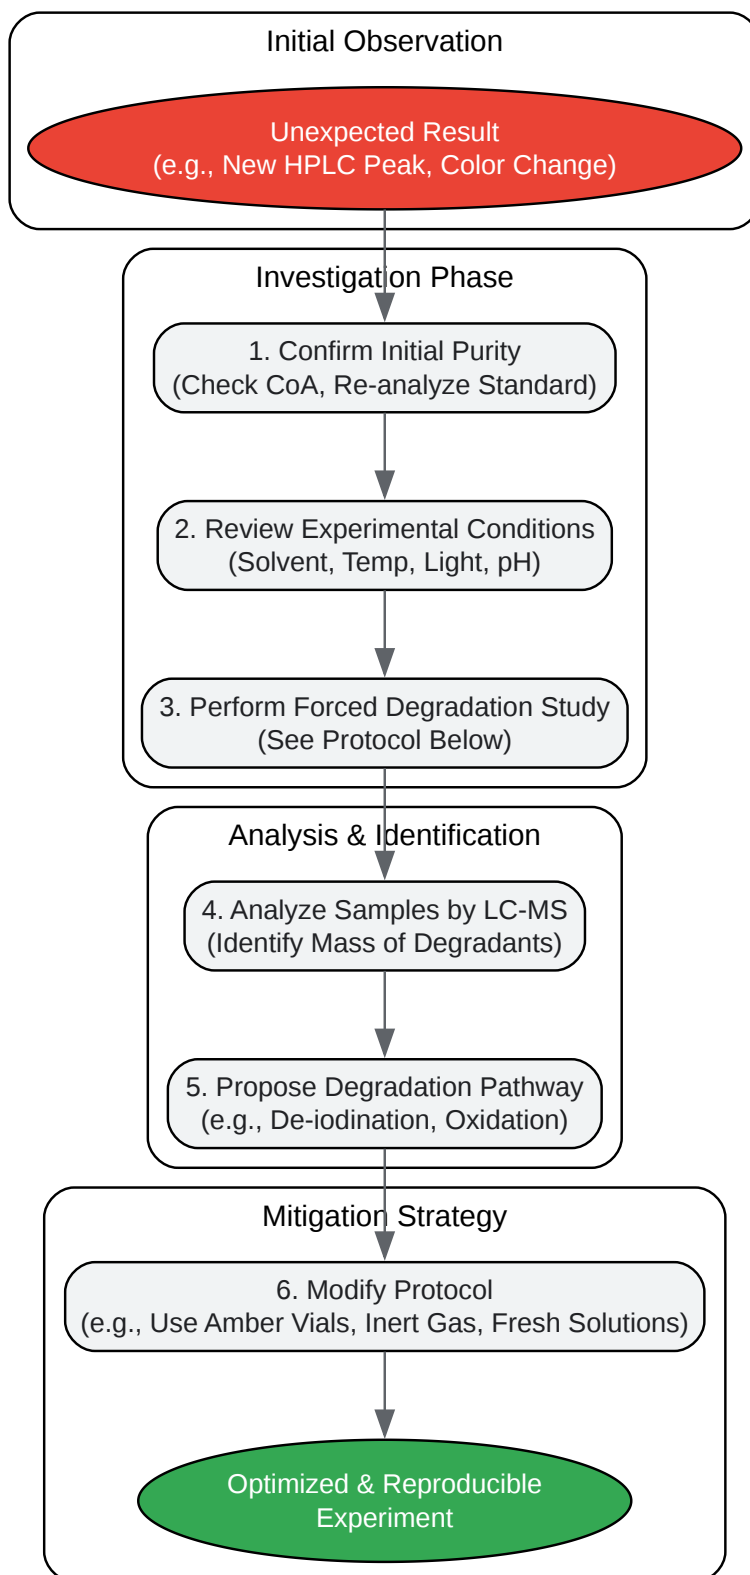 Initial Observation
Unexpected Result
(e.g., New HPLC Peak, Color Change)
Investigation Phase
1. Confirm Initial Purity
(Check CoA, Re-analyze Standard)
2. Review Experimental Conditions
(Solvent, Temp, Light, pH)
3. Perform Forced Degradation Study
(See Protocol Below)
Analysis & Identification
4. Analyze Samples by LC-MS
(Identify Mass of Degradants)
5. Propose Degradation Pathway
(e.g., De-iodination, Oxidation)
Mitigation Strategy
6. Modify Protocol
(e.g., Use Amber Vials, Inert Gas, Fresh Solutions)
Optimized & Reproducible
Experiment